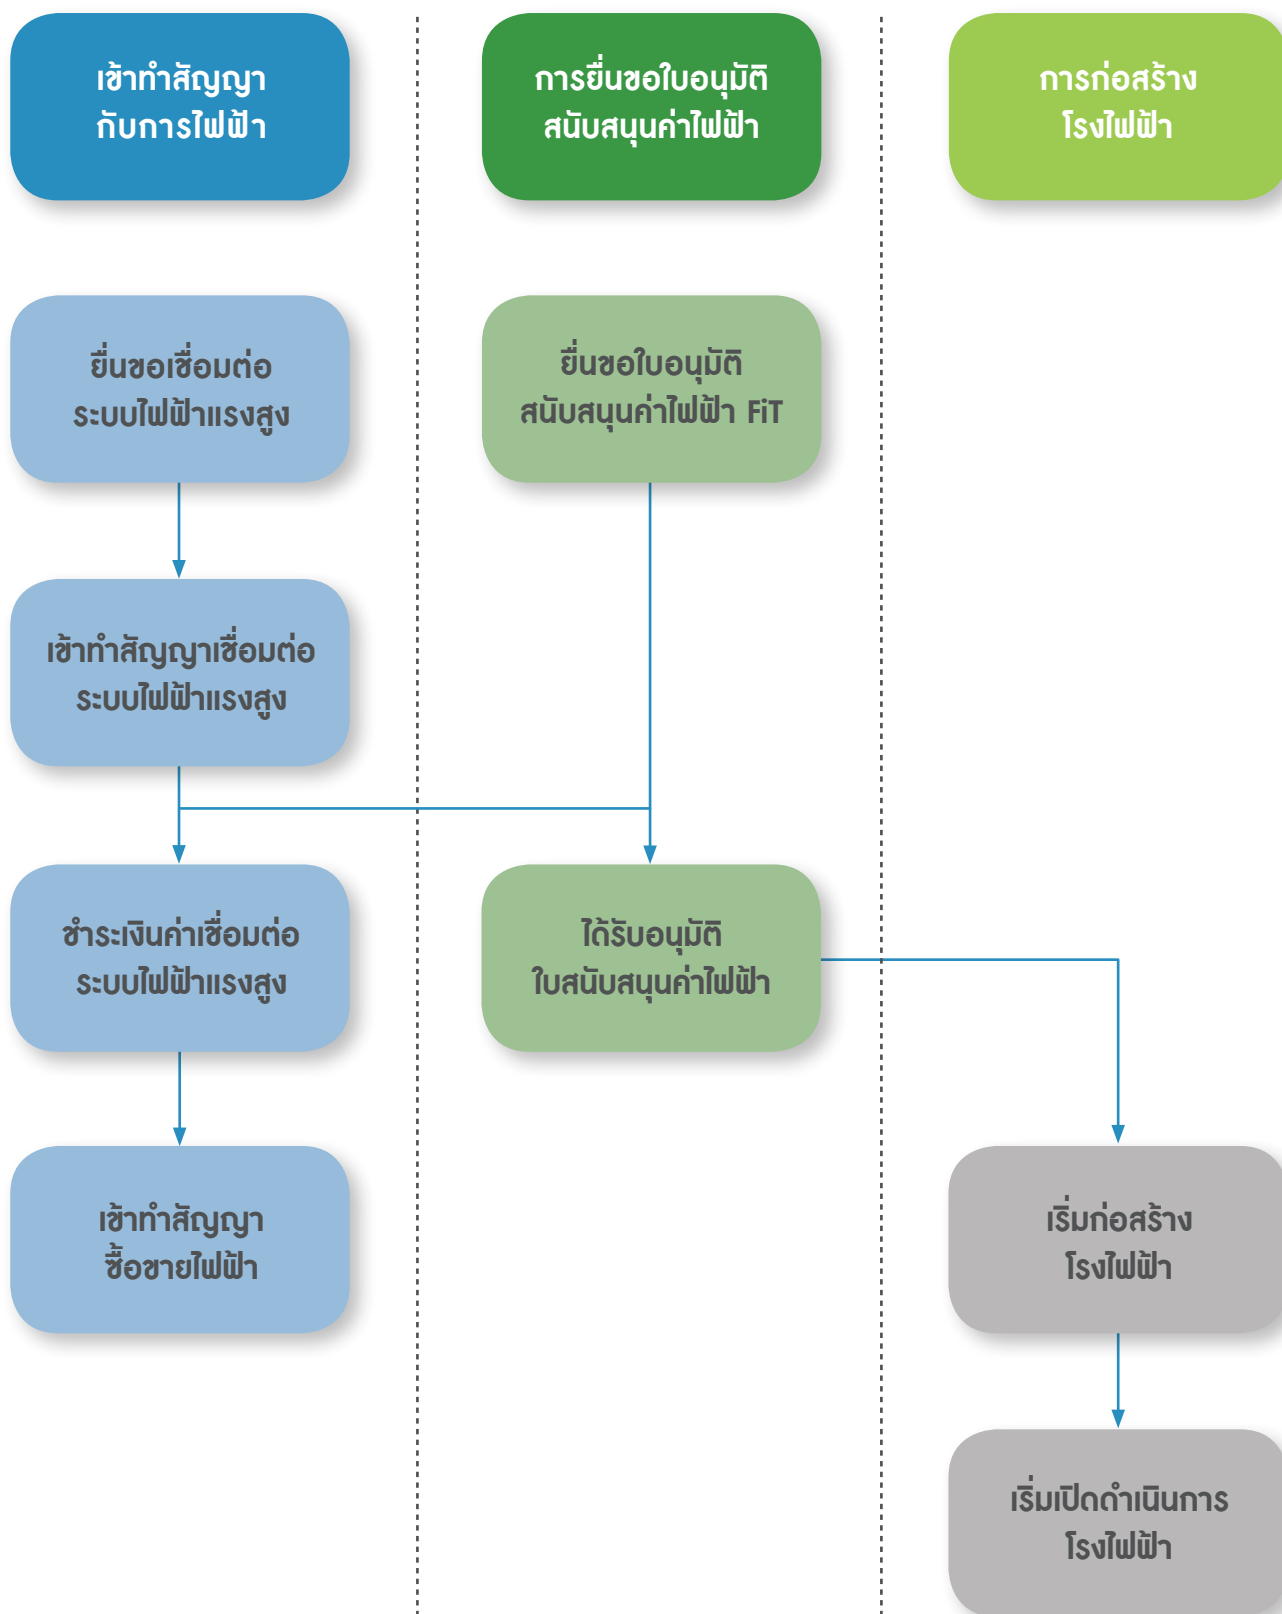 เข้าทำสัญญา
กับการไฟฟ้า
การยื่นขอใบอนุมัติ
สนับสนุนค่าไฟฟ้า
การก่อสร้าง
โรงไฟฟ้า
ยื่นขอเชื่อมต่อ
ระบบไฟฟ้าแรงสูง
ยื่นขอใบอนุมัติ
สนับสนุนค่าไฟฟ้า FiT
เข้าทำสัญญาเชื่อมต่อ
ระบบไฟฟ้าแรงสูง
ชำระเงินค่าเชื่อมต่อ
ระบบไฟฟ้าแรงสูง
ได้รับอนุมัติ
ใบสนับสนุนค่าไฟฟ้า
เข้าทำสัญญา
ซื้อขายไฟฟ้า
เริ่มก่อสร้าง
โรงไฟฟ้า
เริ่มเปิดดำเนินการ
โรงไฟฟ้า